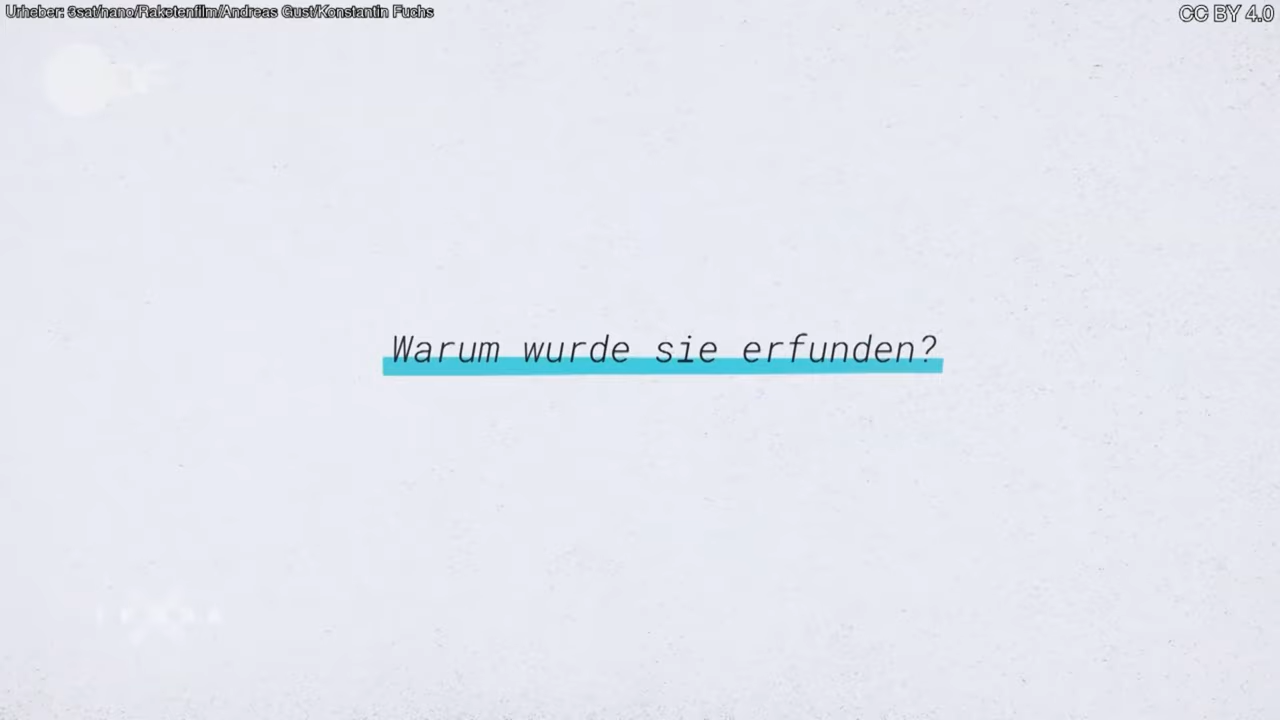 Urheber: 3sat/nano/Raketenfilm/Andreas Gust/Konstantin Fuchs
CC BY 4.0
Warum wurde sie erfunden?